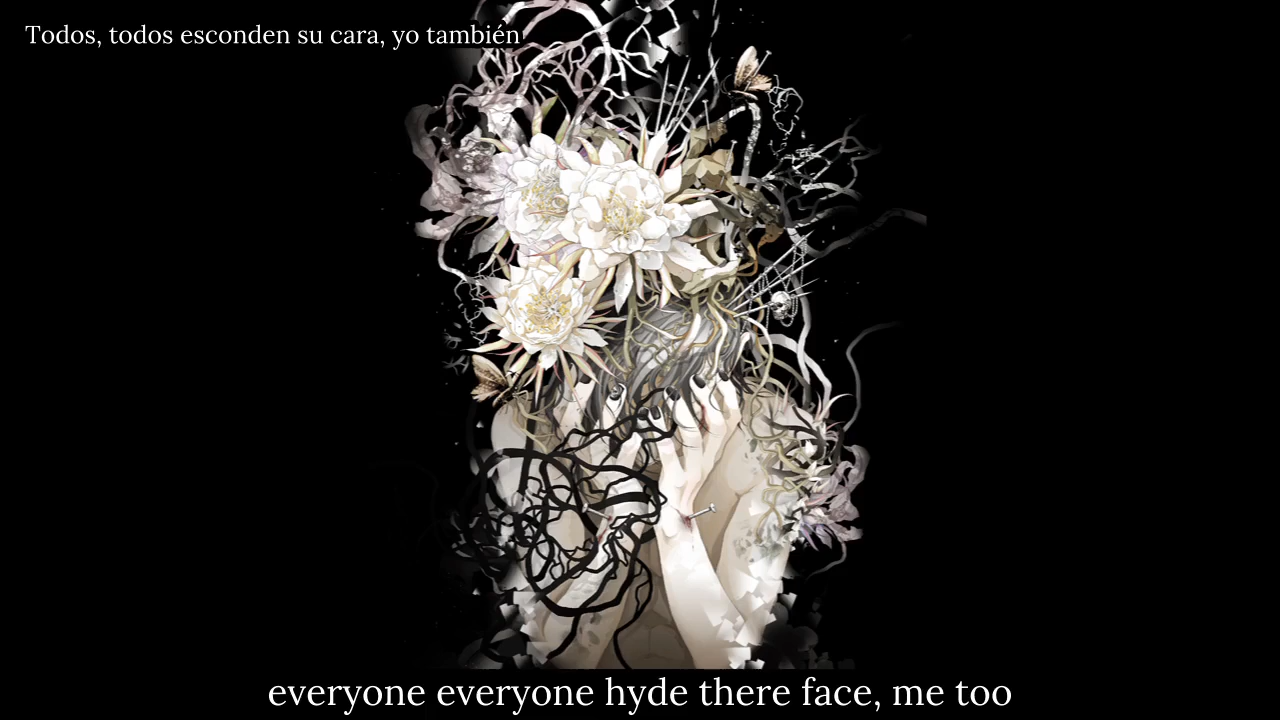 Todos, todos esconden su cara, yo también
everyone everyone hyde there face, me too